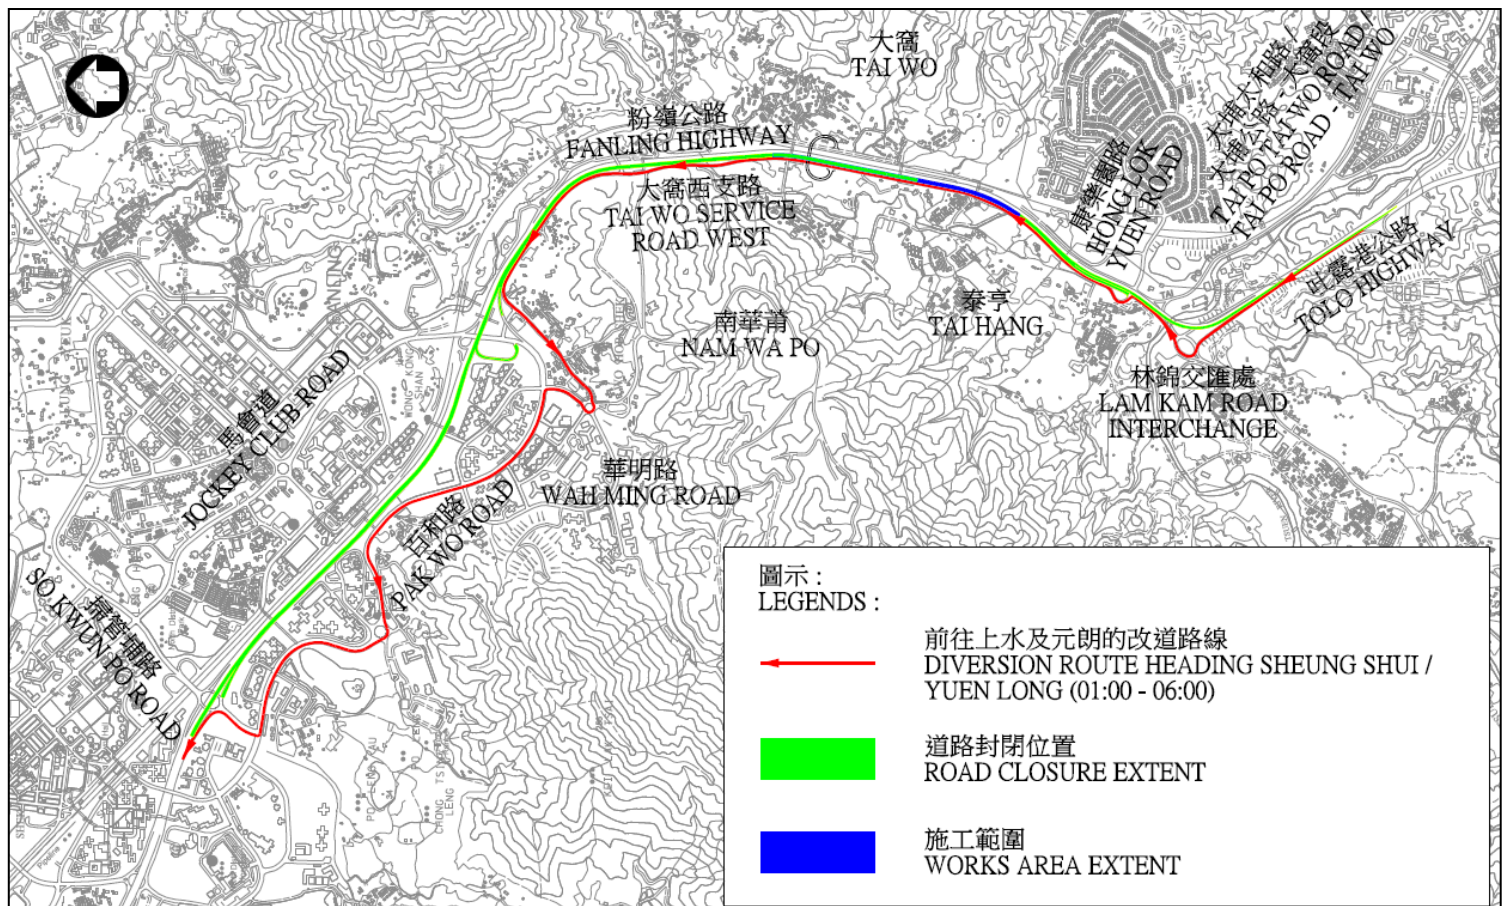 大窩
TAI WO
粉嶺公路
FANLING HIGHWAY
大埔太和路 /
大埔公路 - 大窩段
TAI PO TAI WO ROAD /
TAI PO ROAD - TAI WO
康樂園路
(HONG LOK
YUEN ROAD)
大窩西支路
TAI WO SERVICE
ROAD WEST
吐露港公路
TOLO HIGHWAY
泰亨
TAI HANG
南華莆
NAM WA PO
林錦交匯處
LAM KAM ROAD
INTERCHANGE
馬會道
JOCKEY CLUB ROAD
華明路
WAH MING ROAD
百和路
PAK WO ROAD
掃管埔路
SO KWUN PO ROAD
圖示 :
LEGENDS :
前往上水及元朗的改道路線
DIVERSION ROUTE HEADING SHEUNG SHUI /
YUEN LONG (01:00 - 06:00)
道路封閉位置
ROAD CLOSURE EXTENT
施工範圍
WORKS AREA EXTENT